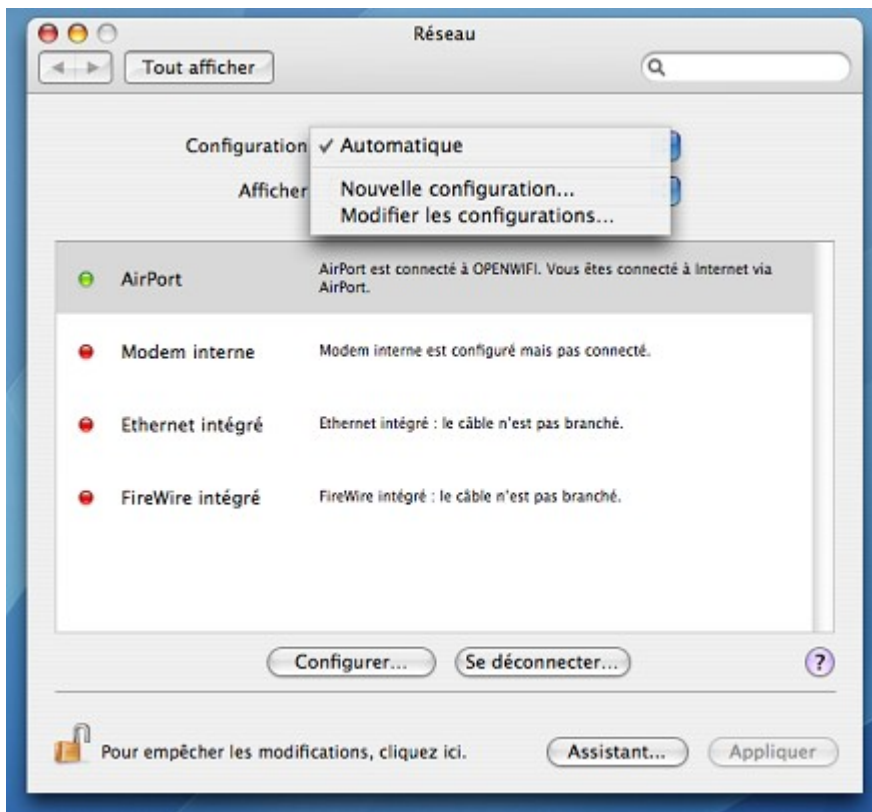 Réseau
Tout afficher
Configuration ✓ Automatique
Afficher
Nouvelle configuration...
Modifier les configurations...
AirPort
AirPort est connecté à OPENWIFI. Vous êtes connecté à Internet via
AirPort.
Modem interne
Modem interne est configuré mais pas connecté.
Ethernet intégré
Ethernet intégré : le câble n'est pas branché.
FireWire intégré
FireWire intégré : le câble n'est pas branché.
Configurer...
Se déconnecter...
?
Pour empêcher les modifications, cliquez ici.
Assistant...
Appliquer